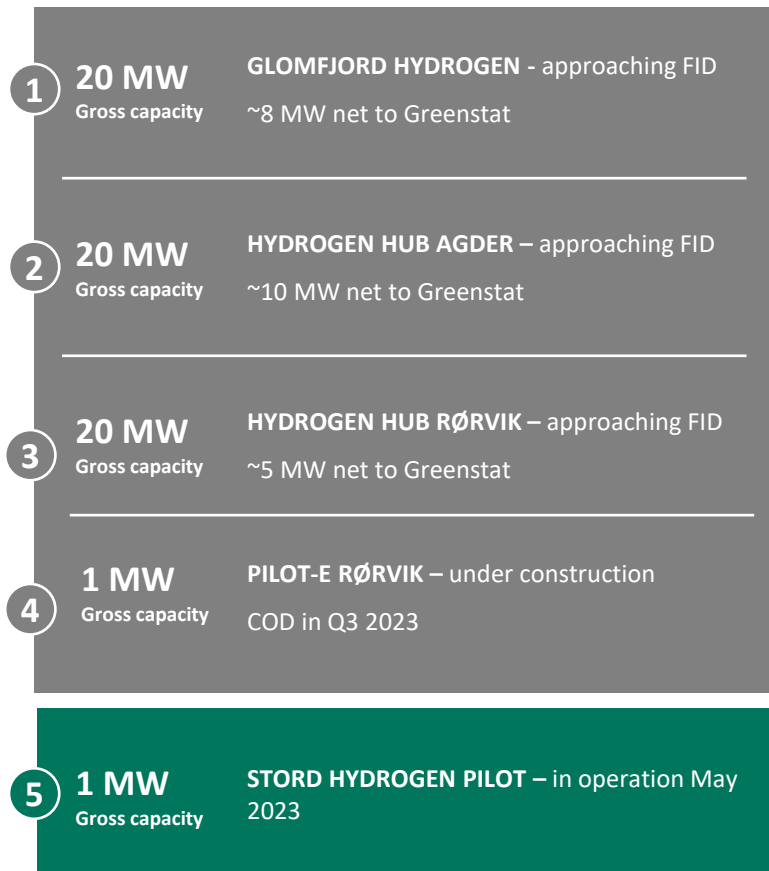 1
20 MW
Gross capacity
GLOMFJORD HYDROGEN - approaching FID
~8 MW net to Greenstat
2
20 MW
Gross capacity
HYDROGEN HUB AGDER – approaching FID
~10 MW net to Greenstat
3
20 MW
Gross capacity
HYDROGEN HUB RØRVIK – approaching FID
~5 MW net to Greenstat
4
1 MW
Gross capacity
PILOT-E RØRVIK – under construction
COD in Q3 2023
5
1 MW
Gross capacity
STORD HYDROGEN PILOT – in operation May
2023